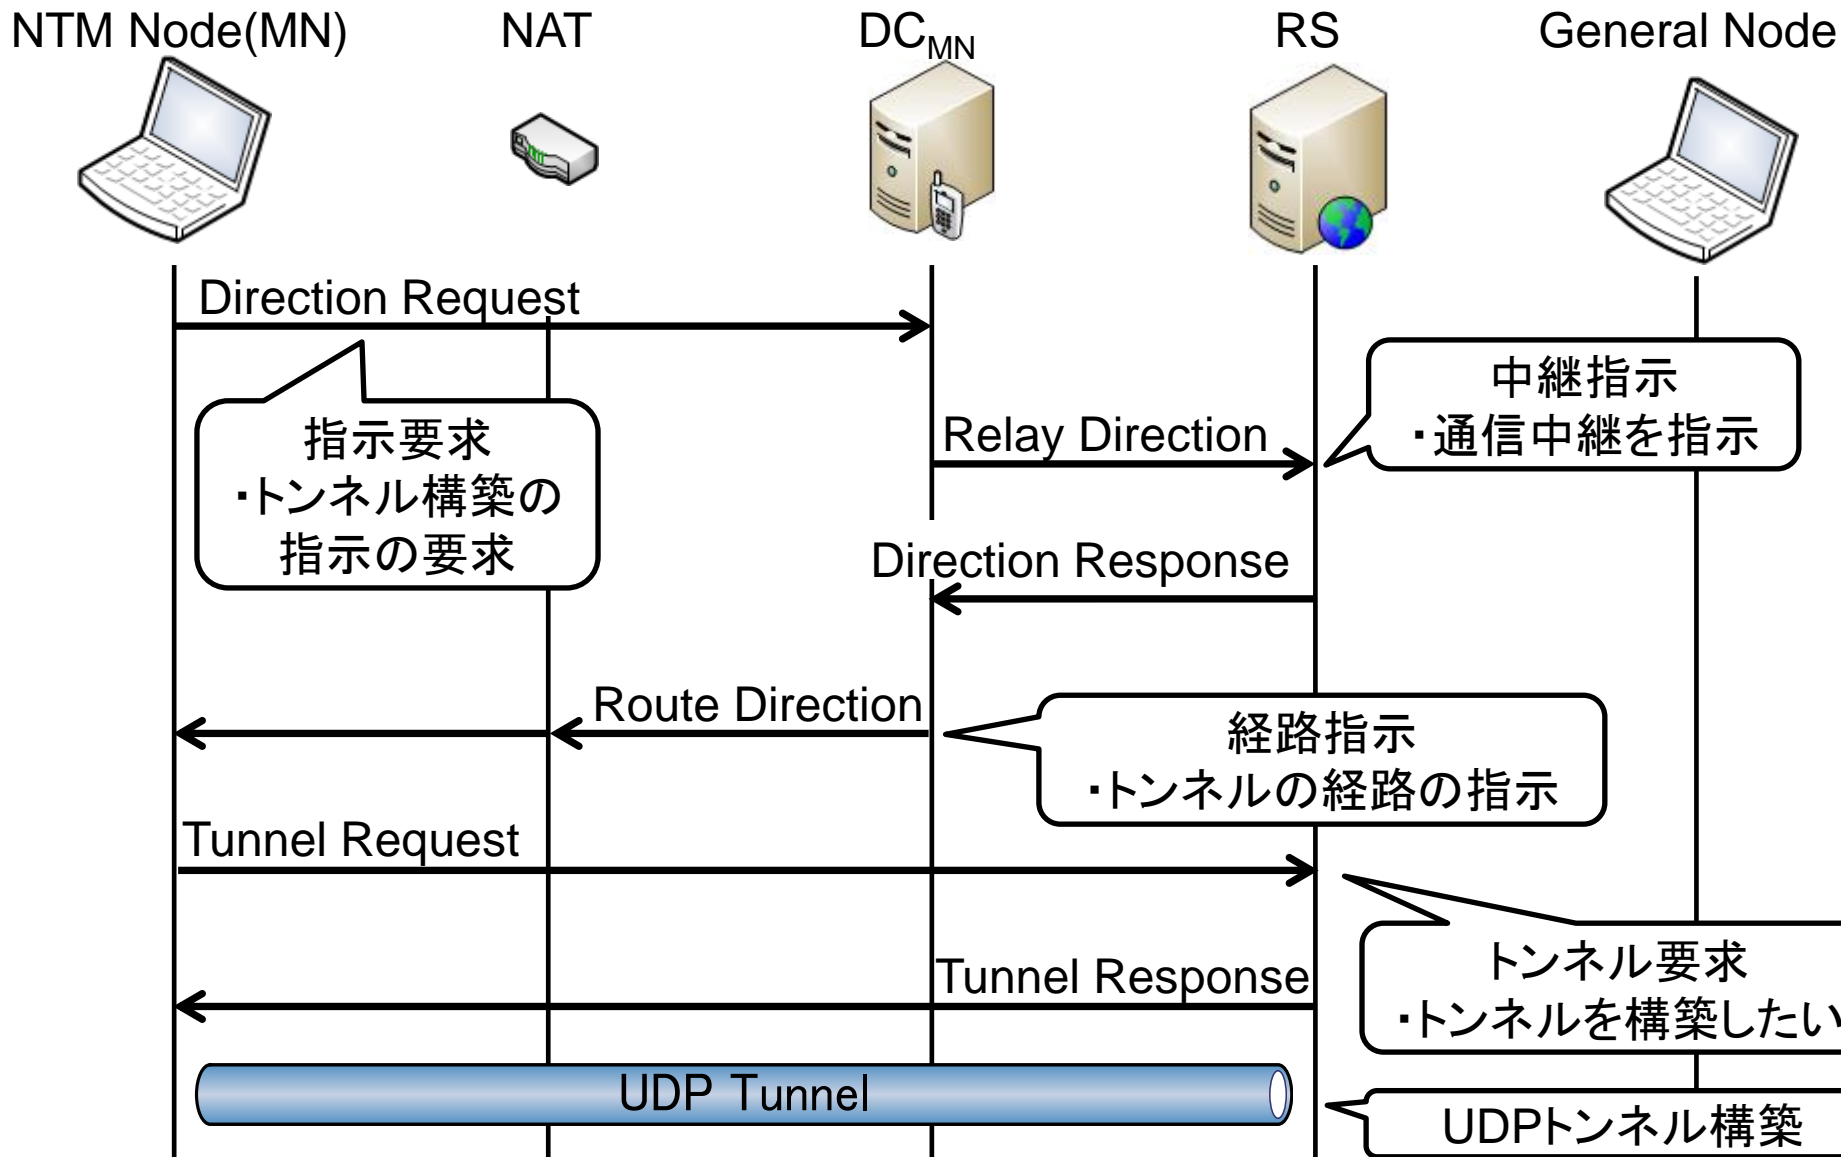 NTM Node(MN)
NAT
DCMN
RS
General Node
Direction Request
指示要求
・トンネル構築の
指示の要求
Relay Direction
中継指示
・通信中継を指示
Direction Response
Route Direction
経路指示
・トンネルの経路の指示
Tunnel Request
トンネル要求
・トンネルを構築したい
Tunnel Response
UDP Tunnel
UDPトンネル構築